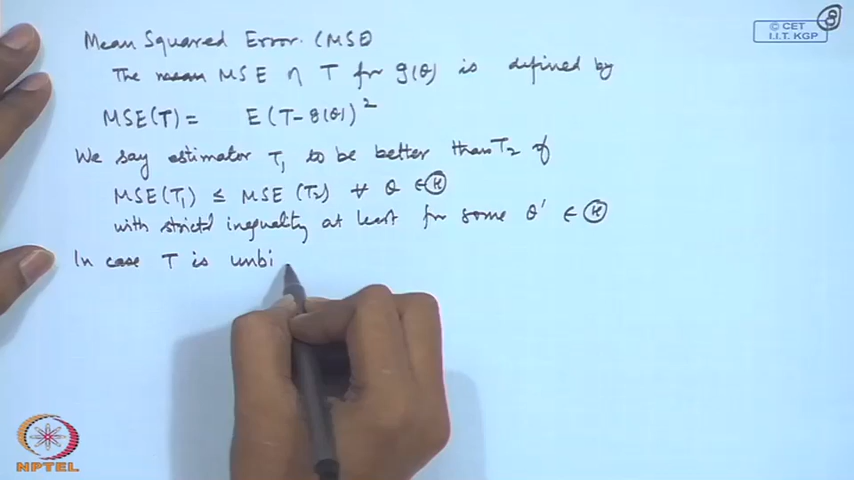 8
© CET
I.I.T. KGP
Mean Squared Error. (MSE)
The mean MSE of T for g(θ) is defined by
MSE(T) = E(T-g(θ))²
We say estimator T₁ to be better than T₂ if
MSE(T₁) ≤ MSE(T₂) ∀ θ ∈ Ⓗ
with strict inequality at least for some θ' ∈ Ⓗ
In case T is unbi
NPTEL